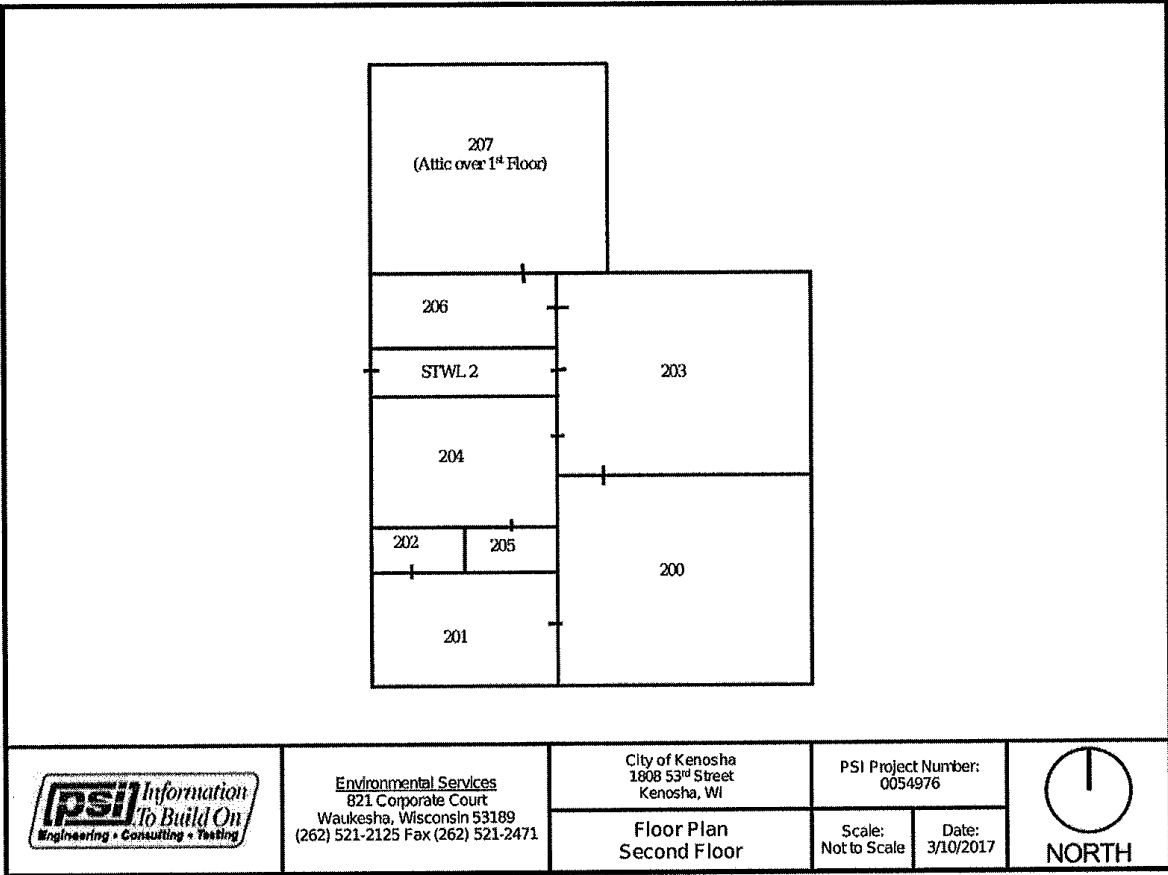 207
(Attic over 1st Floor)
206
STWL 2
203
204
202
205
200
201
psi Information
To Build On
Engineering • Consulting • Testing
Environmental Services
821 Corporate Court
Waukesha, Wisconsin 53189
(262) 521-2125 Fax (262) 521-2471
City of Kenosha
1808 53rd Street
Kenosha, WI
Floor Plan
Second Floor
PSI Project Number:
0054976
Scale:
Not to Scale
Date:
3/10/2017
NORTH